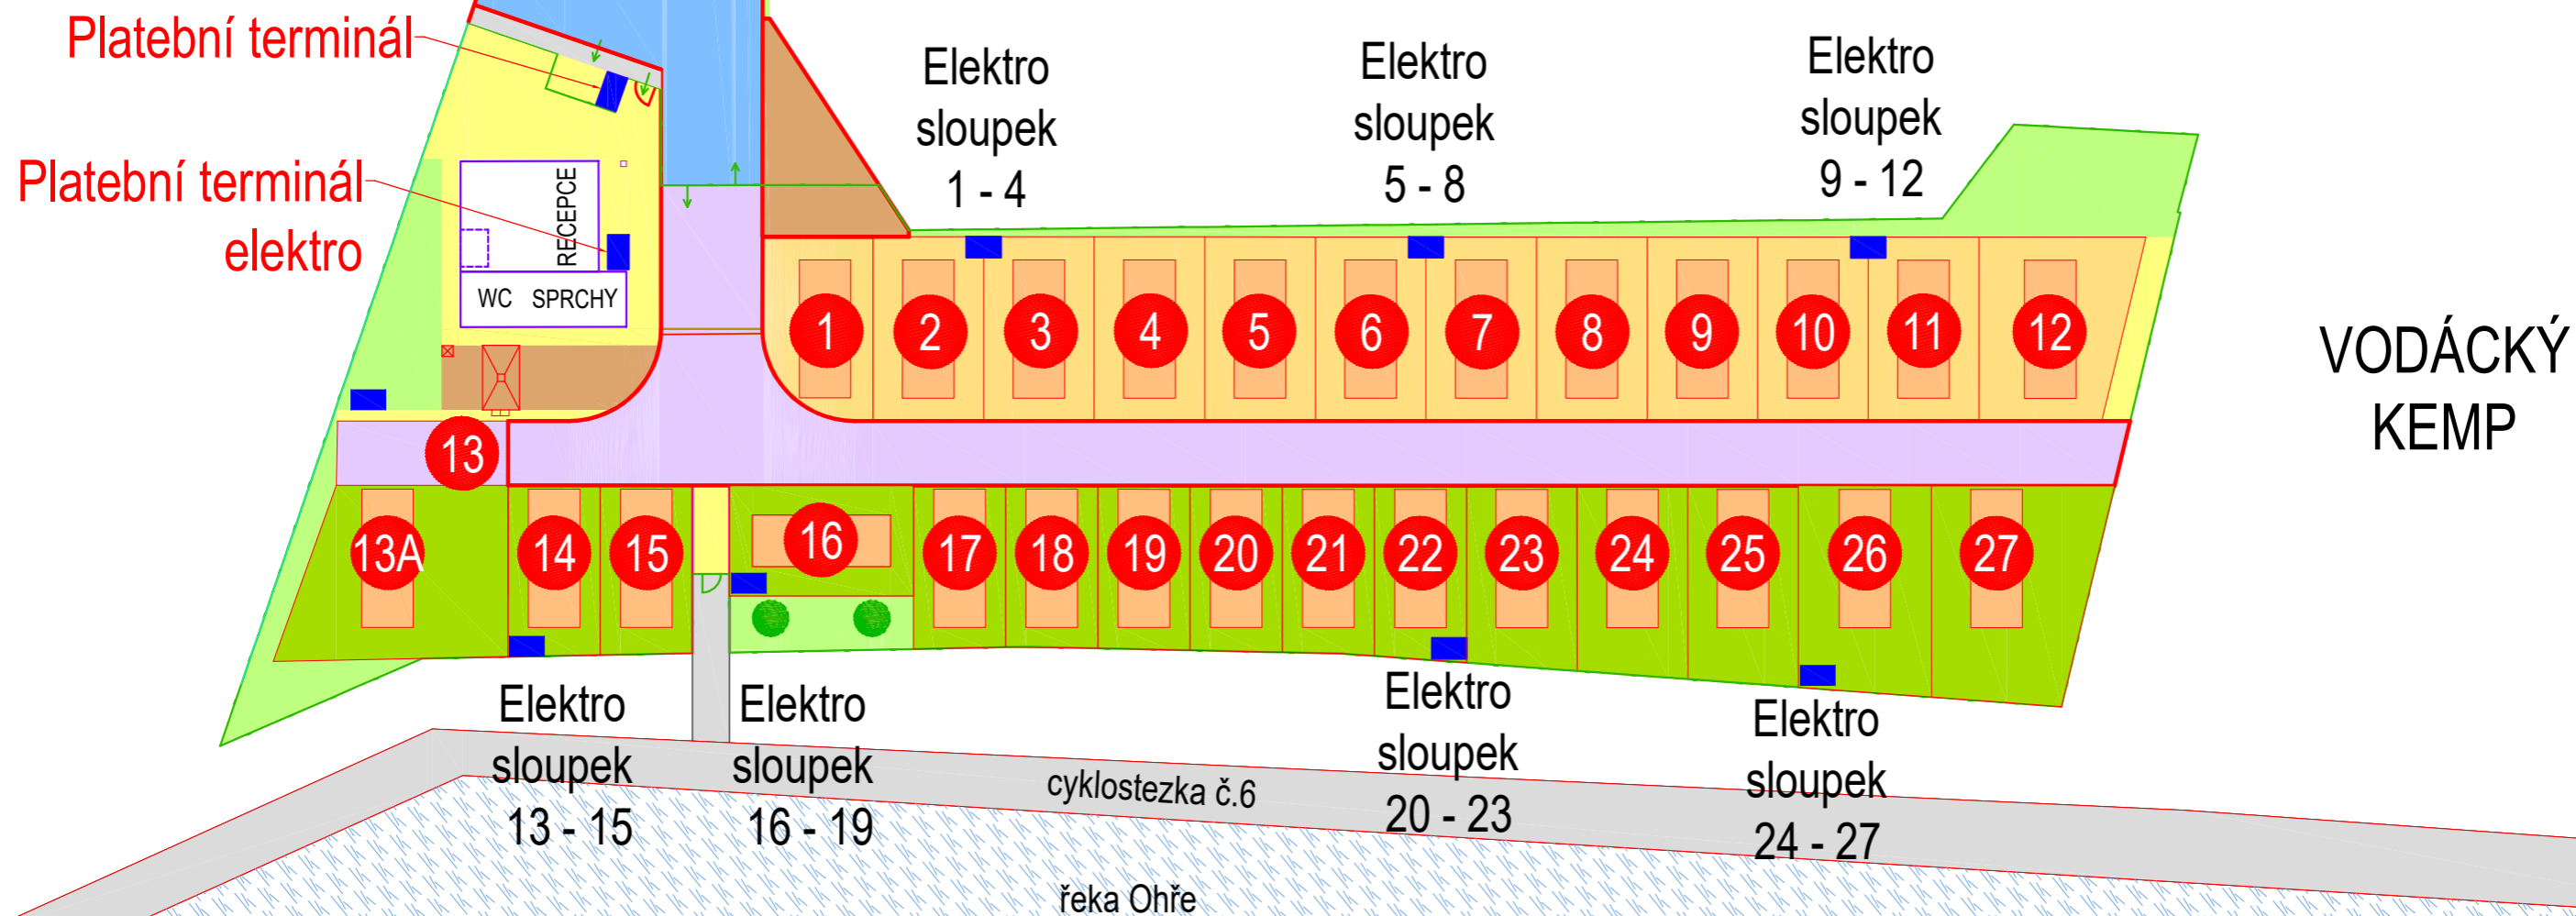 Platební terminál
Elektro
sloupek
1 - 4
Elektro
sloupek
5 - 8
Elektro
sloupek
9 - 12
Platební terminál
elektro
RECEPCE
WC SPRCHY
1 2 3 4 5 6 7 8 9 10 11 12
VODÁCKÝ
KEMP
13
13A 14 15 16 17 18 19 20 21 22 23 24 25 26 27
Elektro
sloupek
13 - 15
Elektro
sloupek
16 - 19
Elektro
sloupek
20 - 23
Elektro
sloupek
24 - 27
cyklostezka č.6
řeka Ohře